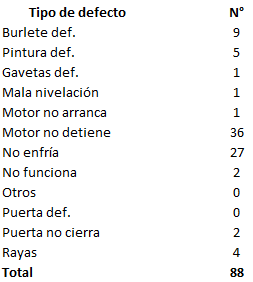 Tipo de defecto N°
Burlete def. 9
Pintura def. 5
Gavetas def. 1
Mala nivelación 1
Motor no arranca 1
Motor no detiene 36
No enfría 27
No funciona 2
Otros 0
Puerta def. 0
Puerta no cierra 2
Rayas 4
Total 88